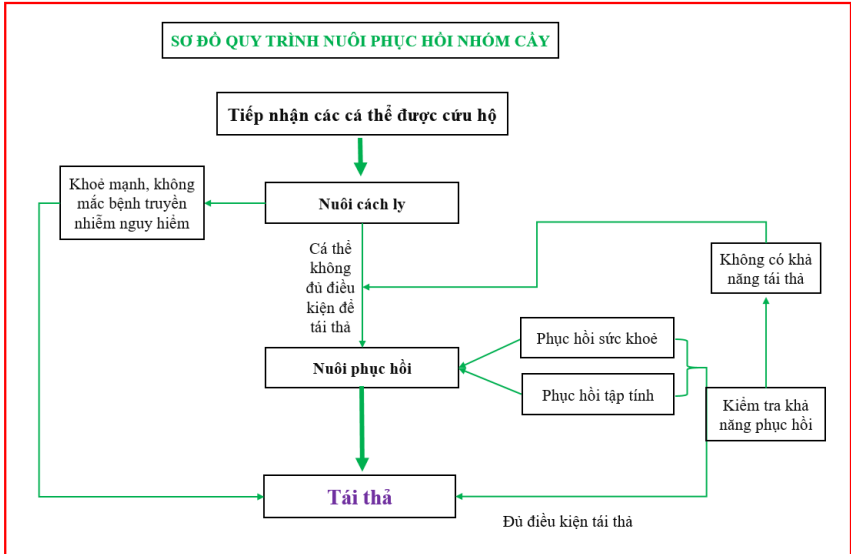 SƠ ĐỒ QUY TRÌNH NUÔI PHỤC HỒI NHÓM CẦY
Tiếp nhận các cá thể được cứu hộ
Khoẻ mạnh, không
mắc bệnh truyền
nhiễm nguy hiểm
Nuôi cách ly
Cá thể
không
đủ điều
kiện để
tái thả
Không có khả
năng tái thả
Phục hồi sức khoẻ
Nuôi phục hồi
Phục hồi tập tính
Kiểm tra khả
năng phục hồi
Tái thả
Đủ điều kiện tái thả